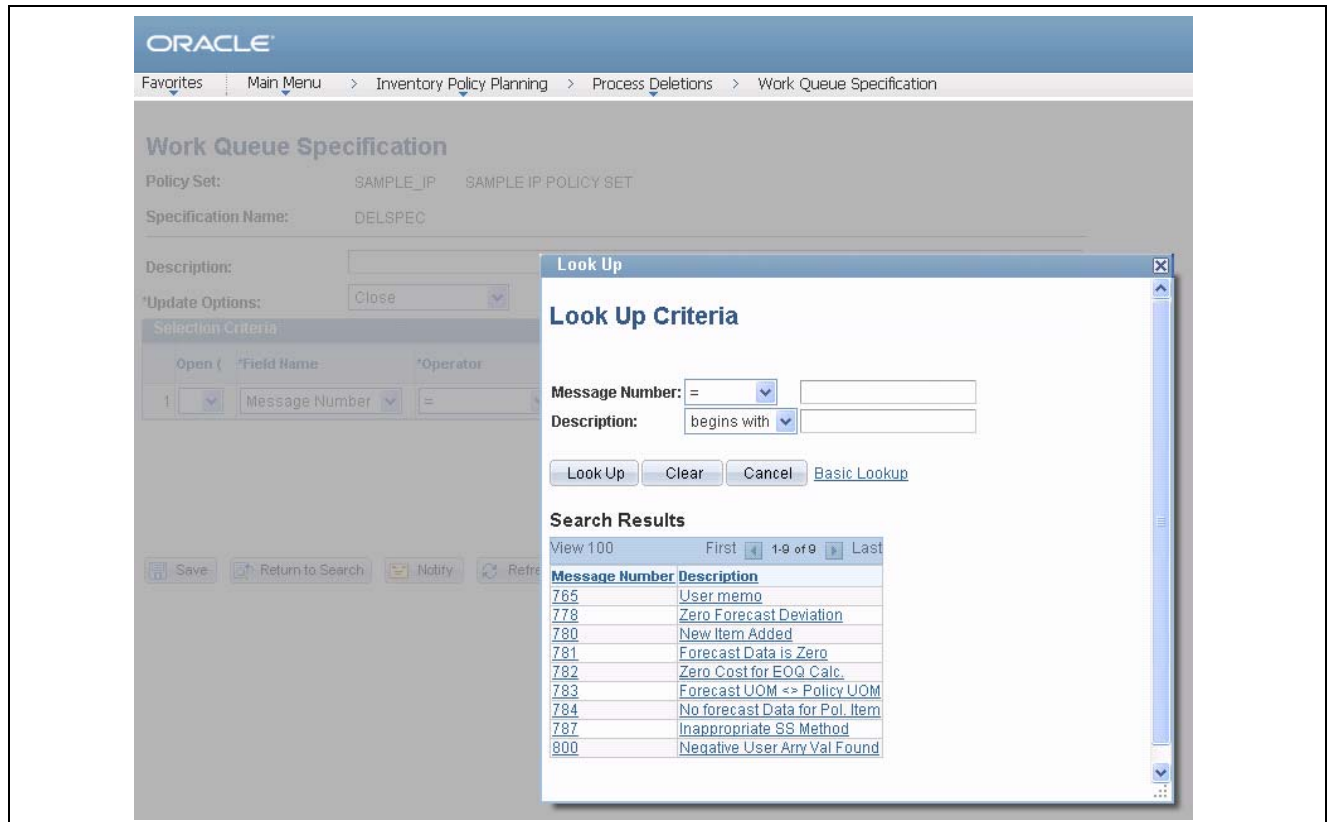 ORACLE
Favorites Main Menu > Inventory Policy Planning > Process Deletions > Work Queue Specification
Work Queue Specification
Policy Set: SAMPLE_IP SAMPLE IP POLICY SET
Specification Name: DELSPEC
Description:
*Update Options: Close
Selection Criteria
Open ( *Field Name *Operator
1 Message Number =
Save Return to Search Notify Refre
Look Up
Look Up Criteria
Message Number: =
Description: begins with
Look Up Clear Cancel Basic Lookup
Search Results
View 100 First 1-9 of 9 Last
Message Number Description
765 User memo
778 Zero Forecast Deviation
780 New Item Added
781 Forecast Data is Zero
782 Zero Cost for EOQ Calc.
783 Forecast UOM <> Policy UOM
784 No forecast Data for Pol. Item
787 Inappropriate SS Method
800 Negative User Arry Val Found